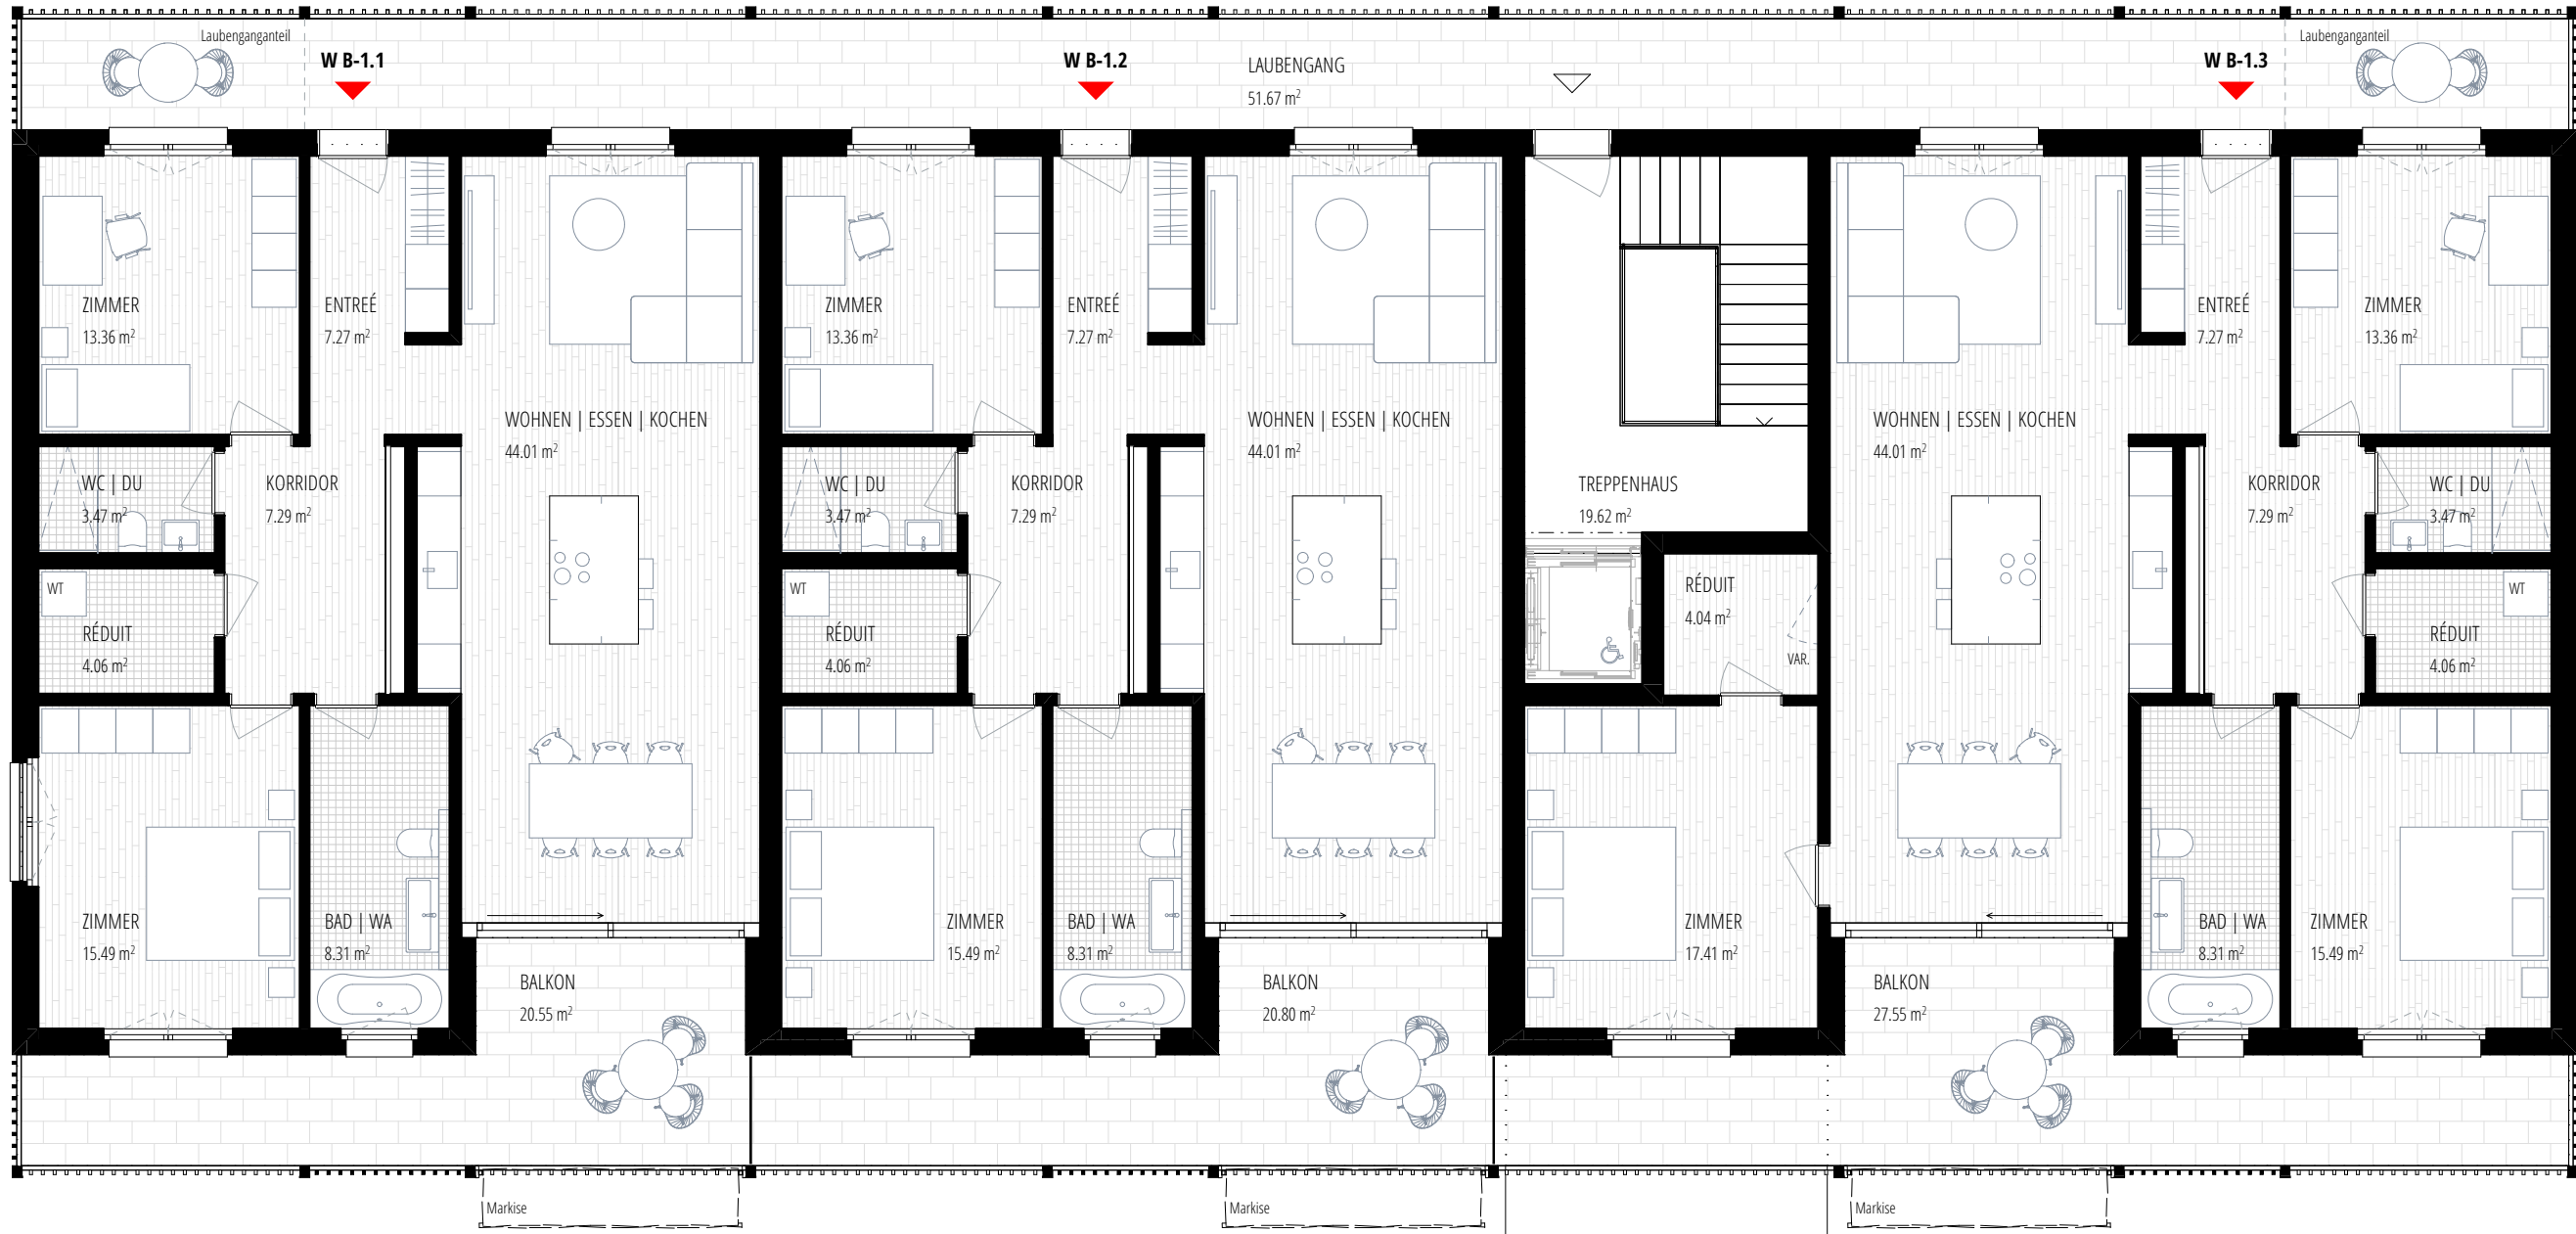 Laubenganganteil
W B-1.1
W B-1.2
LAUBENGANG
51.67 m²
W B-1.3
Laubenganganteil
ZIMMER
13.36 m²
ENTREÉ
7.27 m²
WOHNEN | ESSEN | KOCHEN
44.01 m²
WC | DU
3.47 m²
KORRIDOR
7.29 m²
WT
RÉDUIT
4.06 m²
ZIMMER
15.49 m²
BAD | WA
8.31 m²
BALKON
20.55 m²
Markise
ZIMMER
13.36 m²
ENTREÉ
7.27 m²
WOHNEN | ESSEN | KOCHEN
44.01 m²
WC | DU
3.47 m²
KORRIDOR
7.29 m²
WT
RÉDUIT
4.06 m²
ZIMMER
15.49 m²
BAD | WA
8.31 m²
BALKON
20.80 m²
Markise
TREPPENHAUS
19.62 m²
RÉDUIT
4.04 m²
VAR.
ZIMMER
17.41 m²
WOHNEN | ESSEN | KOCHEN
44.01 m²
ENTREÉ
7.27 m²
ZIMMER
13.36 m²
KORRIDOR
7.29 m²
WC | DU
3.47 m²
WT
RÉDUIT
4.06 m²
BAD | WA
8.31 m²
ZIMMER
15.49 m²
BALKON
27.55 m²
Markise